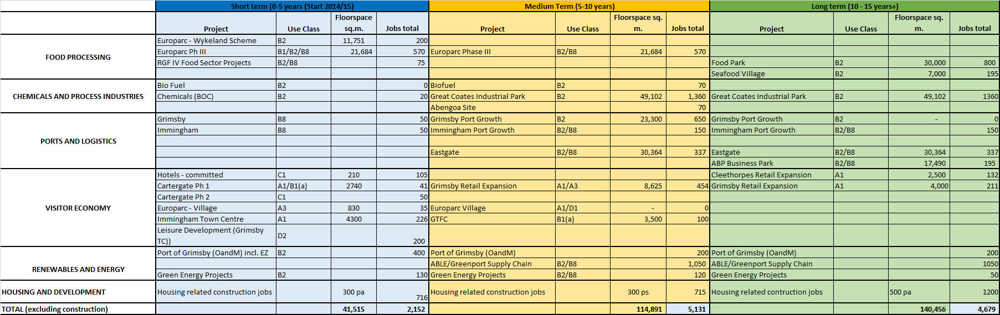 Short term (0-5 years (Start 2014/15) Medium Term (5-10 years) Long term (10 - 15 years+)
Project Use Class Floorspace sq.m. Jobs total Project Use Class Floorspace sq. m. Jobs total Project Use Class Floorspace sq. m. Jobs total
FOOD PROCESSING
Europarc - Wykeland Scheme B2 11,751 200
Europarc Ph III B1/B2/B8 21,684 570 Europarc Phase III B2/B8 21,684 570
RGF IV Food Sector Projects B2/B8 75 Food Park B2 30,000 800
Seafood Village B2 7,000 195
CHEMICALS AND PROCESS INDUSTRIES
Bio Fuel B2 0 Biofuel B2 70
Chemicals (BOC) B2 20 Great Coates Industrial Park B2 49,102 1,360 Great Coates Industrial Park B2 49,102 1360
Abengoa Site 70
PORTS AND LOGISTICS
Grimsby B8 50 Grimsby Port Growth B2 23,300 650 Grimsby Port Growth B2 - 0
Immingham B8 50 Immingham Port Growth B2/B8 150 Immingham Port Growth B2/B8 150
Eastgate B2/B8 30,364 337 Eastgate B2/B8 30,364 337
ABP Business Park B2/B8 17,490 195
VISITOR ECONOMY
Hotels - committed C1 210 105 Cleethorpes Retail Expansion A1 2,500 132
Cartergate Ph 1 A1/B1(a) 2740 41 Grimsby Retail Expansion A1/A3 8,625 454 Grimsby Retail Expansion A1 4,000 211
Cartergate Ph 2 C1 50
Europarc - Village A3 830 35 Europarc Village A1/D1 - 0
Immingham Town Centre A1 4300 226 GTFC B1(a) 3,500 100
Leisure Development (Grimsby TC)) D2 200
RENEWABLES AND ENERGY
Port of Grimsby (OandM) incl. EZ B2 400 Port of Grimsby (OandM) 200 Port of Grimsby (OandM) 200
ABLE/Greenport Supply Chain B2/B8 1,050 ABLE/Greenport Supply Chain 1050
Green Energy Projects B2 130 Green Energy Projects B2/B8 120 Green Energy Projects 50
HOUSING AND DEVELOPMENT Housing related construction jobs 300 pa 716 Housing related construction jobs 300 ps 715 Housing related contruction jobs 500 pa 1200
TOTAL (excluding construction) 41,515 2,152 114,891 5,131 140,456 4,679